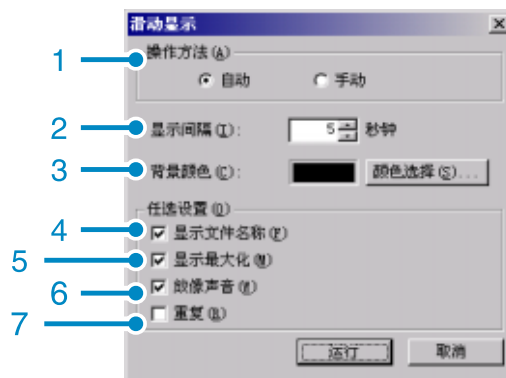 滑动显示
1 操作方法(A)
自动 手动
2 显示间隔(I): 5 秒钟
3 背景颜色(C): 颜色选择(S)...
任选设置(O)
4 显示文件名称(F)
5 显示最大化(M)
6 放像声音(V)
7 重复(R)
运行 取消